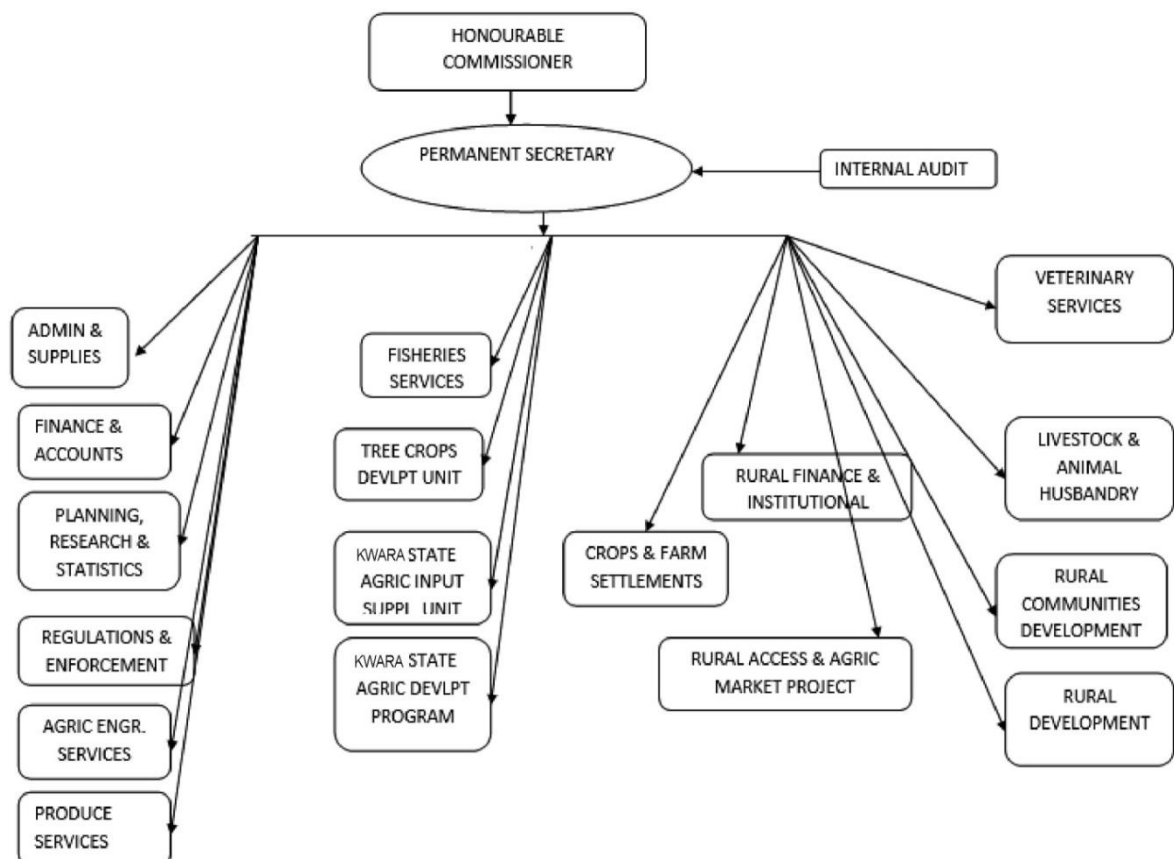 HONOURABLE
COMMISSIONER
PERMANENT SECRETARY
INTERNAL AUDIT
ADMIN &
SUPPLIES
FINANCE &
ACCOUNTS
PLANNING,
RESEARCH &
STATISTICS
REGULATIONS &
ENFORCEMENT
AGRIC ENGR.
SERVICES
PRODUCE
SERVICES
FISHERIES
SERVICES
TREE CROPS
DEVLPT UNIT
KWARA STATE
AGRIC INPUT
SUPPL. UNIT
KWARA STATE
AGRIC DEVLPT
PROGRAM
RURAL FINANCE &
INSTITUTIONAL
CROPS & FARM
SETTLEMENTS
RURAL ACCESS & AGRIC
MARKET PROJECT
VETERINARY
SERVICES
LIVESTOCK &
ANIMAL
HUSBANDRY
RURAL
COMMUNITIES
DEVELOPMENT
RURAL
DEVELOPMENT